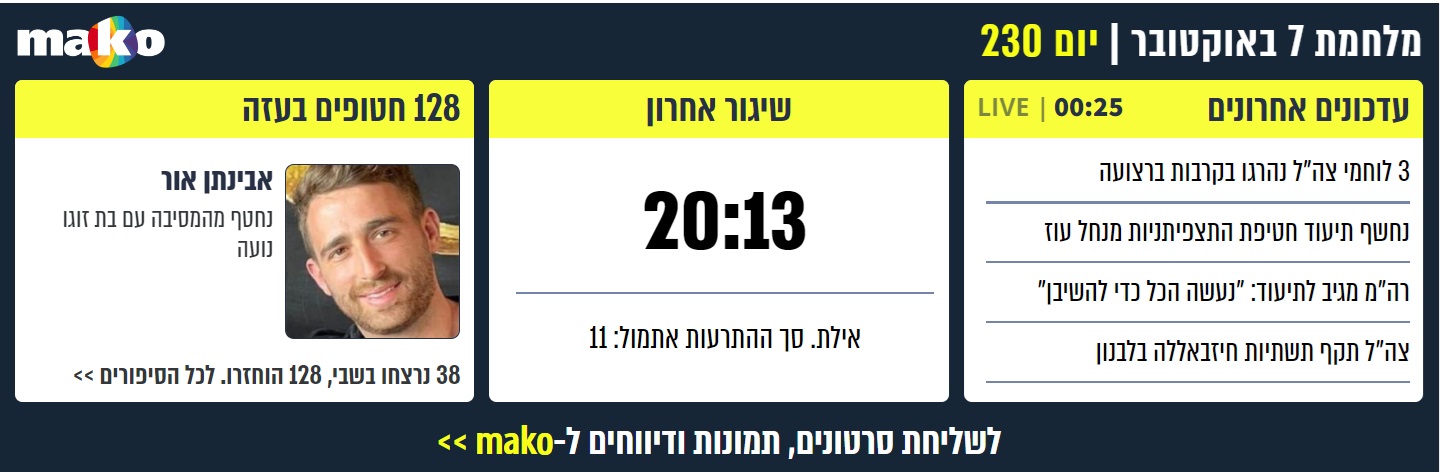 mako
מלחמת 7 באוקטובר | יום 230
עדכונים אחרונים
00:25 | LIVE
3 לוחמי צה"ל נהרגו בקרבות ברצועה
נחשף תיעוד חטיפת התצפיתניות מנחל עוז
רה"מ מגיב לתיעוד: "נעשה הכל כדי להשיבן"
צה"ל תקף תשתיות חיזבאללה בלבנון
שיגור אחרון
20:13
אילת. סך ההתרעות אתמול: 11
128 חטופים בעזה
אבינתן אור
נחטף מהמסיבה עם בת זוגו
נועה
38 נרצחו בשבי, 128 הוחזרו. לכל הסיפורים >>
לשליחת סרטונים, תמונות ודיווחים ל-mako >>